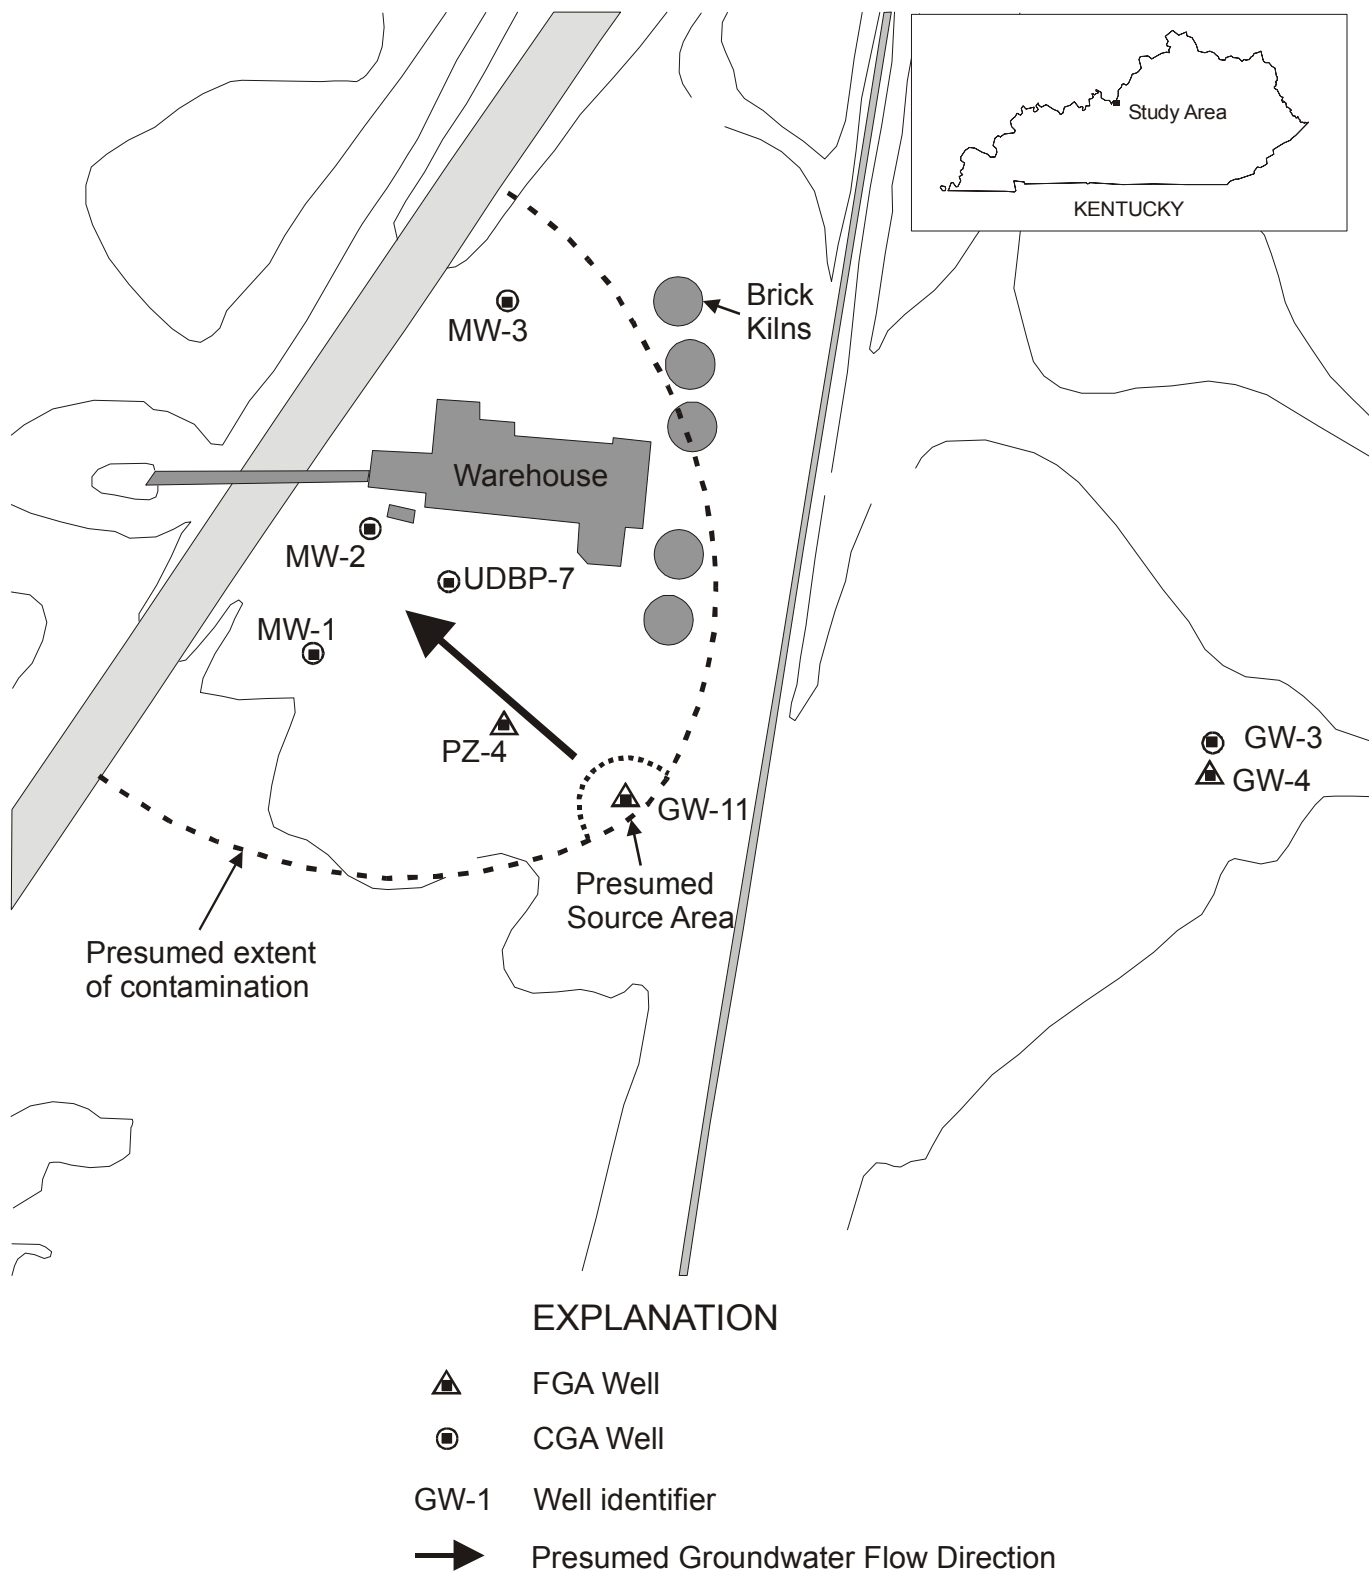 Study Area
KENTUCKY
Brick
Kilns
MW-3
Warehouse
MW-2
UDBP-7
MW-1
PZ-4
GW-3
GW-4
GW-11
Presumed
Source Area
Presumed extent
of contamination
EXPLANATION
FGA Well
CGA Well
GW-1 Well identifier
Presumed Groundwater Flow Direction